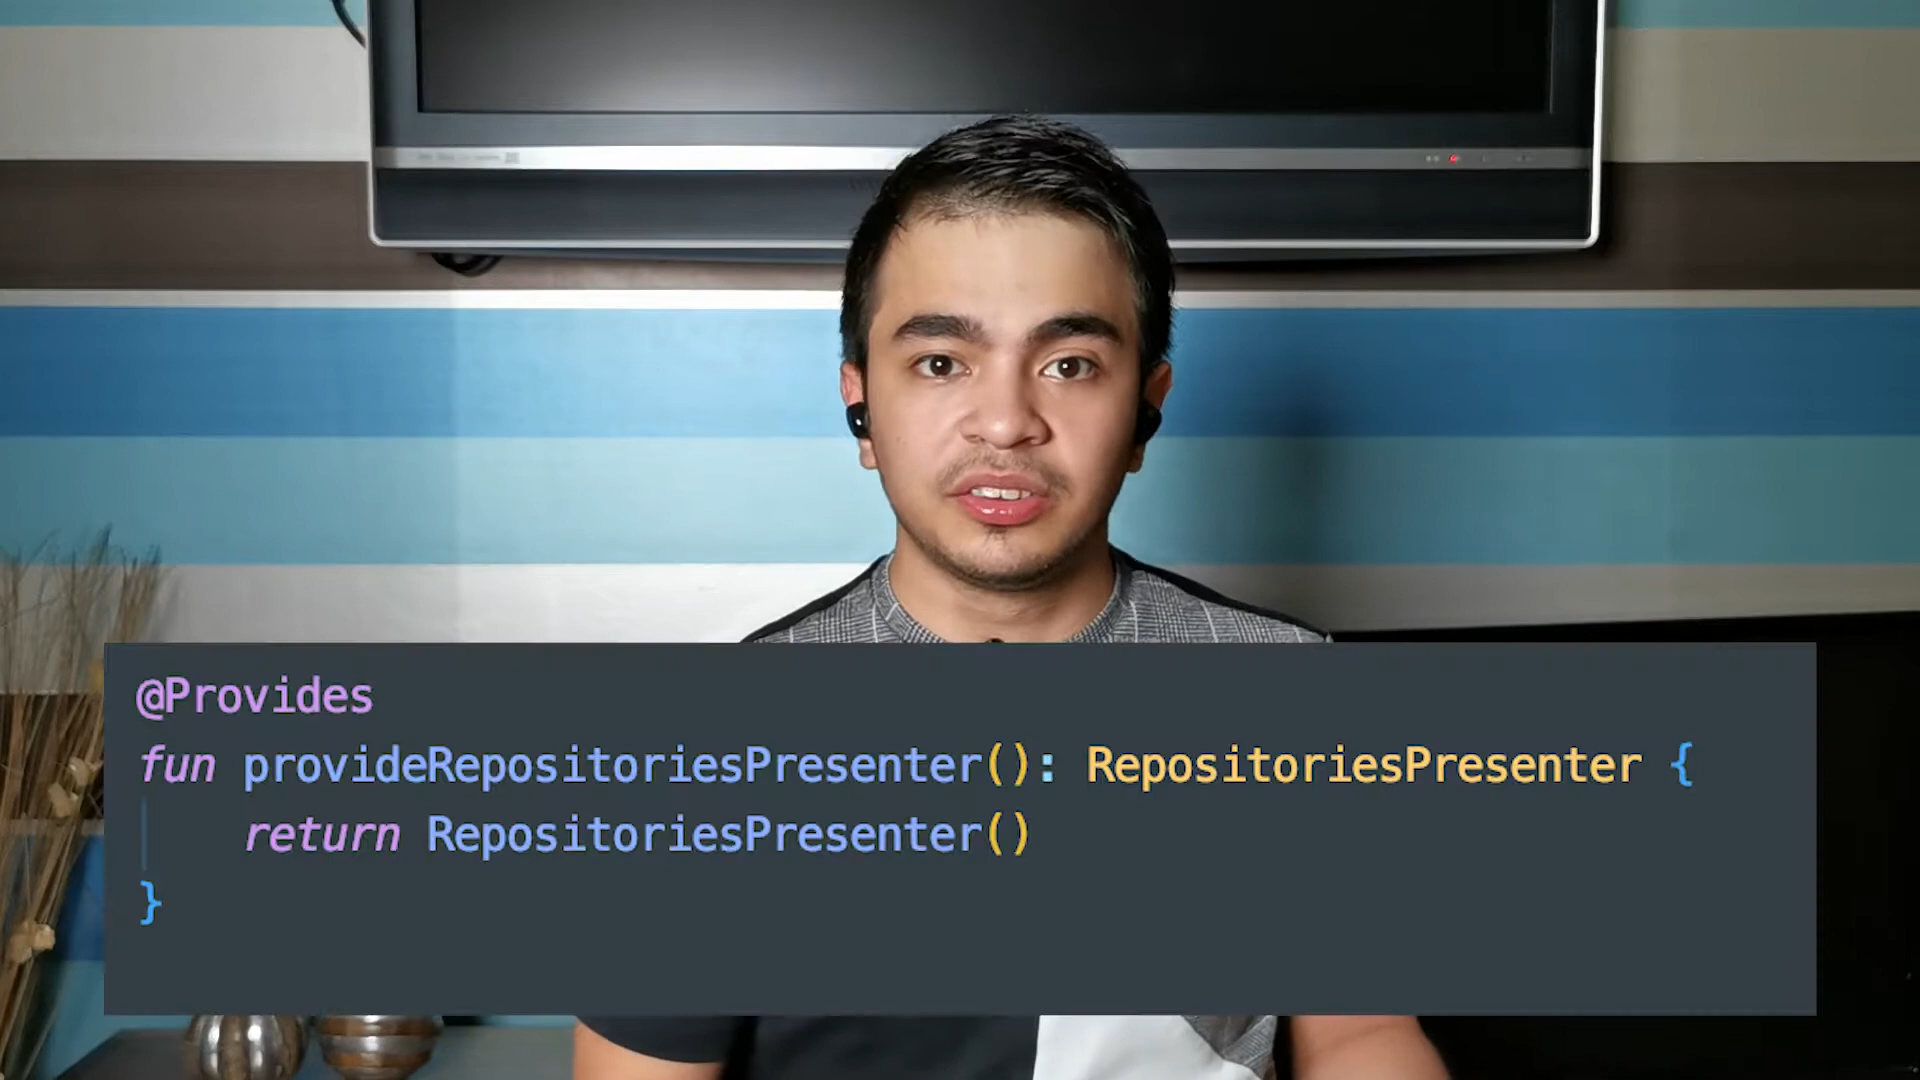 @Provides
fun provideRepositoriesPresenter(): RepositoriesPresenter {
    return RepositoriesPresenter()
}